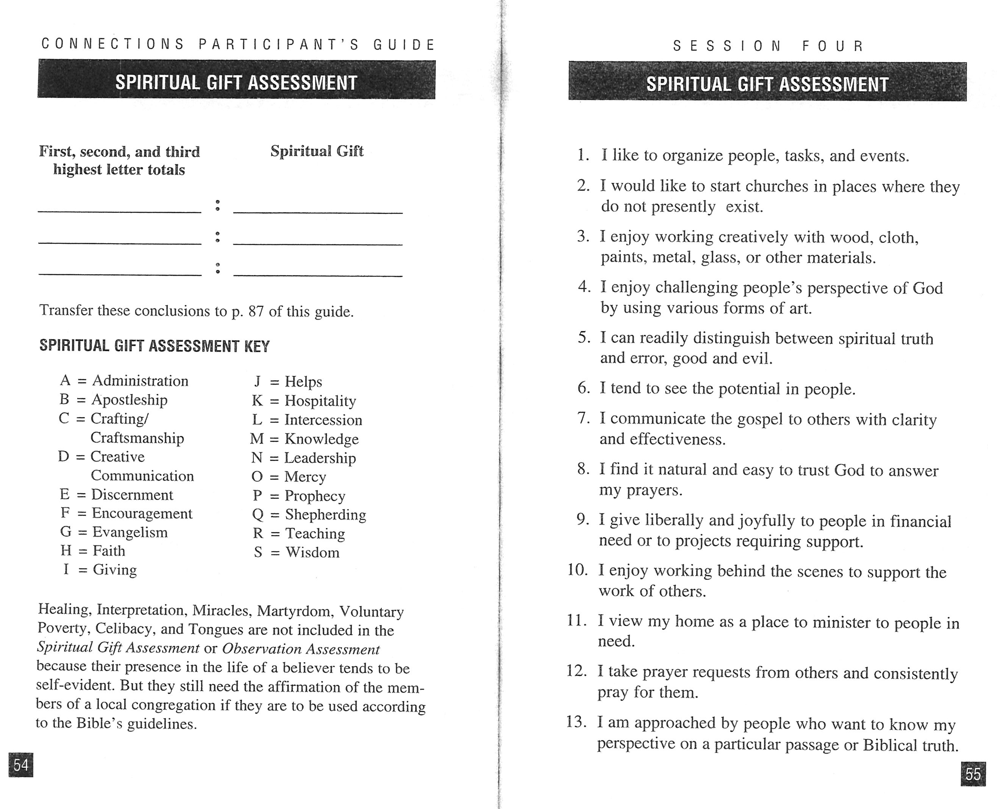 CONNECTIONS PARTICIPANT'S GUIDE
SPIRITUAL GIFT ASSESSMENT
First, second, and third
highest letter totals
Spiritual Gift
:
:
:
Transfer these conclusions to p. 87 of this guide.
SPIRITUAL GIFT ASSESSMENT KEY
A = Administration
B = Apostleship
C = Crafting/
Craftsmanship
D = Creative
Communication
E = Discernment
F = Encouragement
G = Evangelism
H = Faith
I = Giving
J = Helps
K = Hospitality
L = Intercession
M = Knowledge
N = Leadership
O = Mercy
P = Prophecy
Q = Shepherding
R = Teaching
S = Wisdom
Healing, Interpretation, Miracles, Martyrdom, Voluntary
Poverty, Celibacy, and Tongues are not included in the
Spiritual Gift Assessment or Observation Assessment
because their presence in the life of a believer tends to be
self-evident. But they still need the affirmation of the mem-
bers of a local congregation if they are to be used according
to the Bible's guidelines.
54
SESSION FOUR
SPIRITUAL GIFT ASSESSMENT
1. I like to organize people, tasks, and events.
2. I would like to start churches in places where they
do not presently exist.
3. I enjoy working creatively with wood, cloth,
paints, metal, glass, or other materials.
4. I enjoy challenging people's perspective of God
by using various forms of art.
5. I can readily distinguish between spiritual truth
and error, good and evil.
6. I tend to see the potential in people.
7. I communicate the gospel to others with clarity
and effectiveness.
8. I find it natural and easy to trust God to answer
my prayers.
9. I give liberally and joyfully to people in financial
need or to projects requiring support.
10. I enjoy working behind the scenes to support the
work of others.
11. I view my home as a place to minister to people in
need.
12. I take prayer requests from others and consistently
pray for them.
13. I am approached by people who want to know my
perspective on a particular passage or Biblical truth.
55